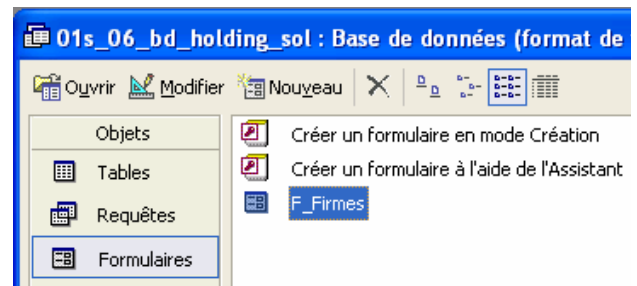 01s_06_bd_holding_sol : Base de données (format de
Ouvrir Modifier Nouveau
Objets
Créer un formulaire en mode Création
Tables
Créer un formulaire à l'aide de l'Assistant
Requêtes
F_Firmes
Formulaires